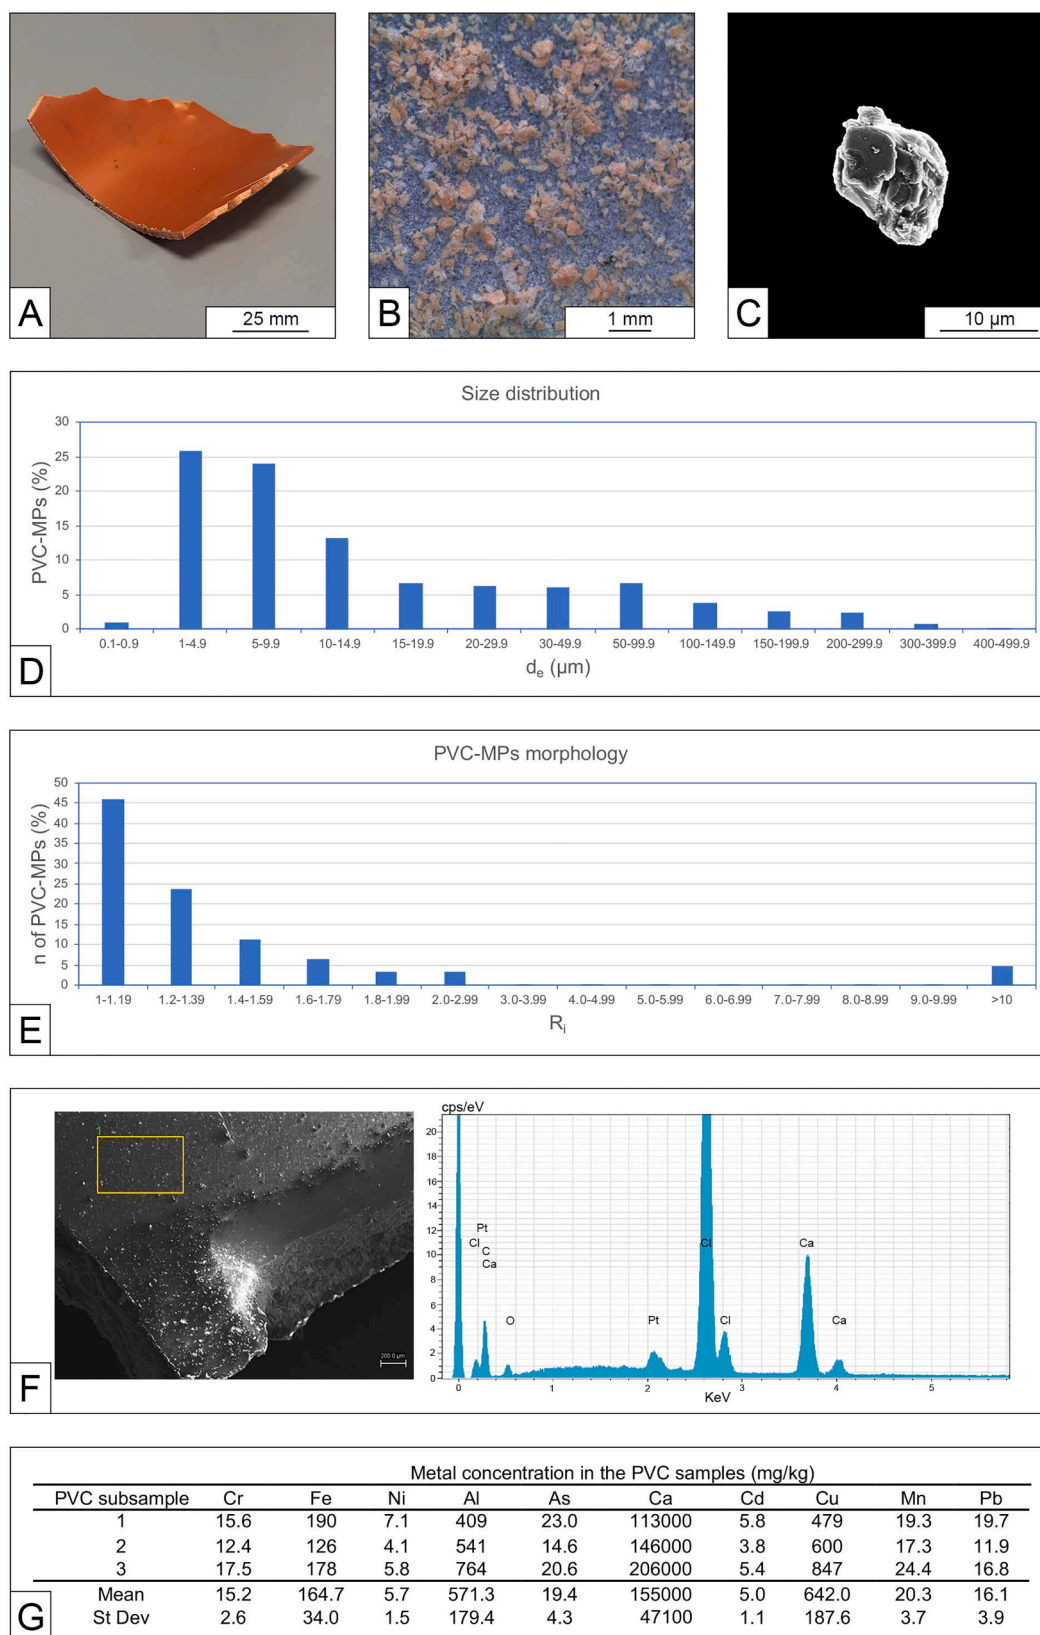 A
25 mm
B
1 mm
C
10 µm
Size distribution
PVC-MPs (%)
30
25
20
15
10
5
0
0.1-0.9 1-4.9 5-9.9 10-14.9 15-19.9 20-29.9 30-49.9 50-99.9 100-149.9 150-199.9 200-299.9 300-399.9 400-499.9
dₑ (µm)
D
PVC-MPs morphology
n of PVC-MPs (%)
50
45
40
35
30
25
20
15
10
5
0
1-1.19 1.2-1.39 1.4-1.59 1.6-1.79 1.8-1.99 2.0-2.99 3.0-3.99 4.0-4.99 5.0-5.99 6.0-6.99 7.0-7.99 8.0-8.99 9.0-9.99 >10
Rᵢ
E
1
200.0 µm
cps/eV
20
18
16
14
12
10
8
6
4
2
0
Pt
Cl
C
Ca
O
Pt
Cl
Cl
Ca
Ca
0 1 2 3 4 5
KeV
F
Metal concentration in the PVC samples (mg/kg)
PVC subsample Cr Fe Ni Al As Ca Cd Cu Mn Pb
1 15.6 190 7.1 409 23.0 113000 5.8 479 19.3 19.7
2 12.4 126 4.1 541 14.6 146000 3.8 600 17.3 11.9
3 17.5 178 5.8 764 20.6 206000 5.4 847 24.4 16.8
Mean 15.2 164.7 5.7 571.3 19.4 155000 5.0 642.0 20.3 16.1
St Dev 2.6 34.0 1.5 179.4 4.3 47100 1.1 187.6 3.7 3.9
G